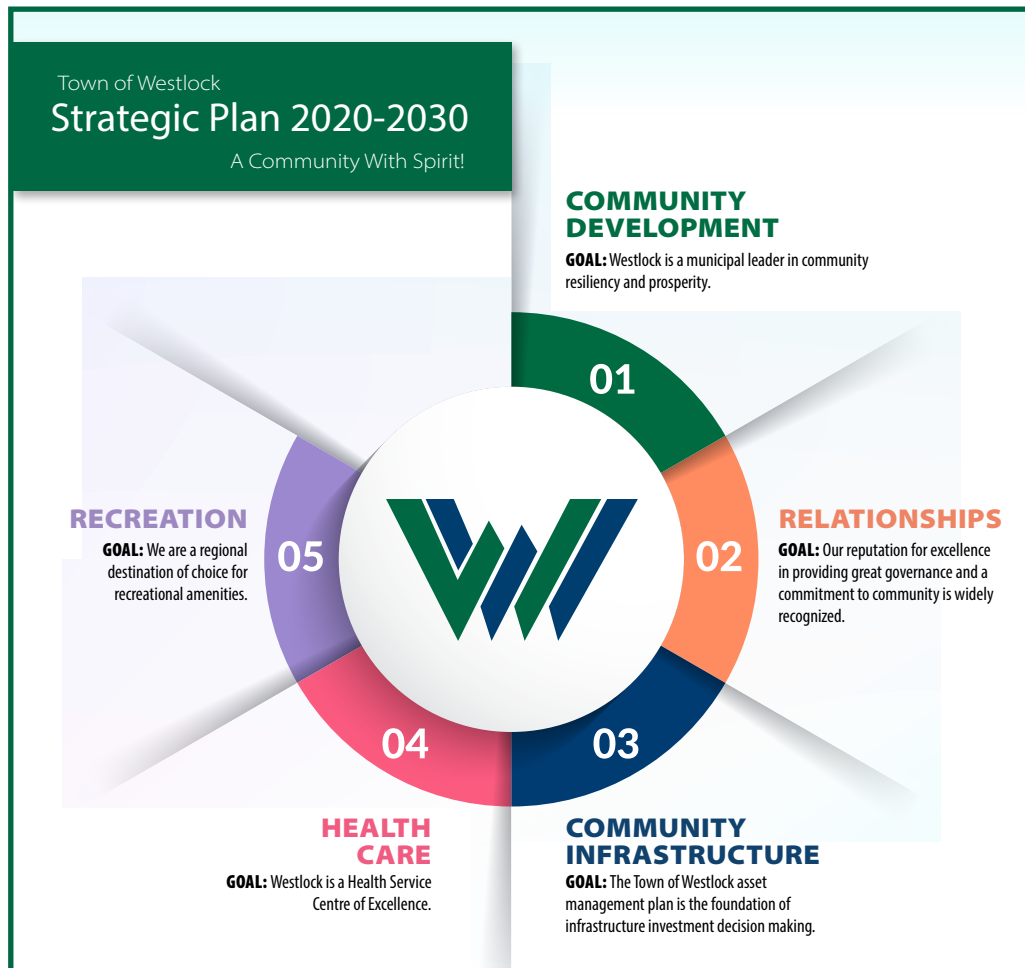 Town of Westlock
Strategic Plan 2020-2030
A Community With Spirit!
COMMUNITY
DEVELOPMENT
GOAL: Westlock is a municipal leader in community
resiliency and prosperity.
01
RELATIONSHIPS
GOAL: Our reputation for excellence
in providing great governance and a
commitment to community is widely
recognized.
02
03
COMMUNITY
INFRASTRUCTURE
GOAL: The Town of Westlock asset
management plan is the foundation of
infrastructure investment decision making.
04
HEALTH
CARE
GOAL: Westlock is a Health Service
Centre of Excellence.
RECREATION
GOAL: We are a regional
destination of choice for
recreational amenities.
05